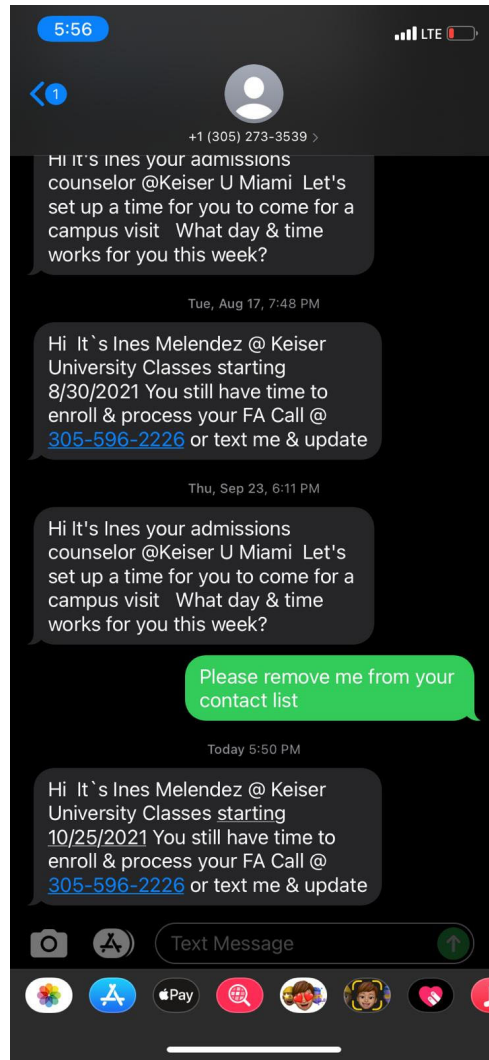 5:56
LTE
1
+1 (305) 273-3539 >
Hi It's Ines your admissions
counselor @Keiser U Miami Let's
set up a time for you to come for a
campus visit What day & time
works for you this week?
Tue, Aug 17, 7:48 PM
Hi It`s Ines Melendez @ Keiser
University Classes starting
8/30/2021 You still have time to
enroll & process your FA Call @
305-596-2226 or text me & update
Thu, Sep 23, 6:11 PM
Hi It's Ines your admissions
counselor @Keiser U Miami Let's
set up a time for you to come for a
campus visit What day & time
works for you this week?
Please remove me from your
contact list
Today 5:50 PM
Hi It`s Ines Melendez @ Keiser
University Classes starting
10/25/2021 You still have time to
enroll & process your FA Call @
305-596-2226 or text me & update
Text Message
Pay